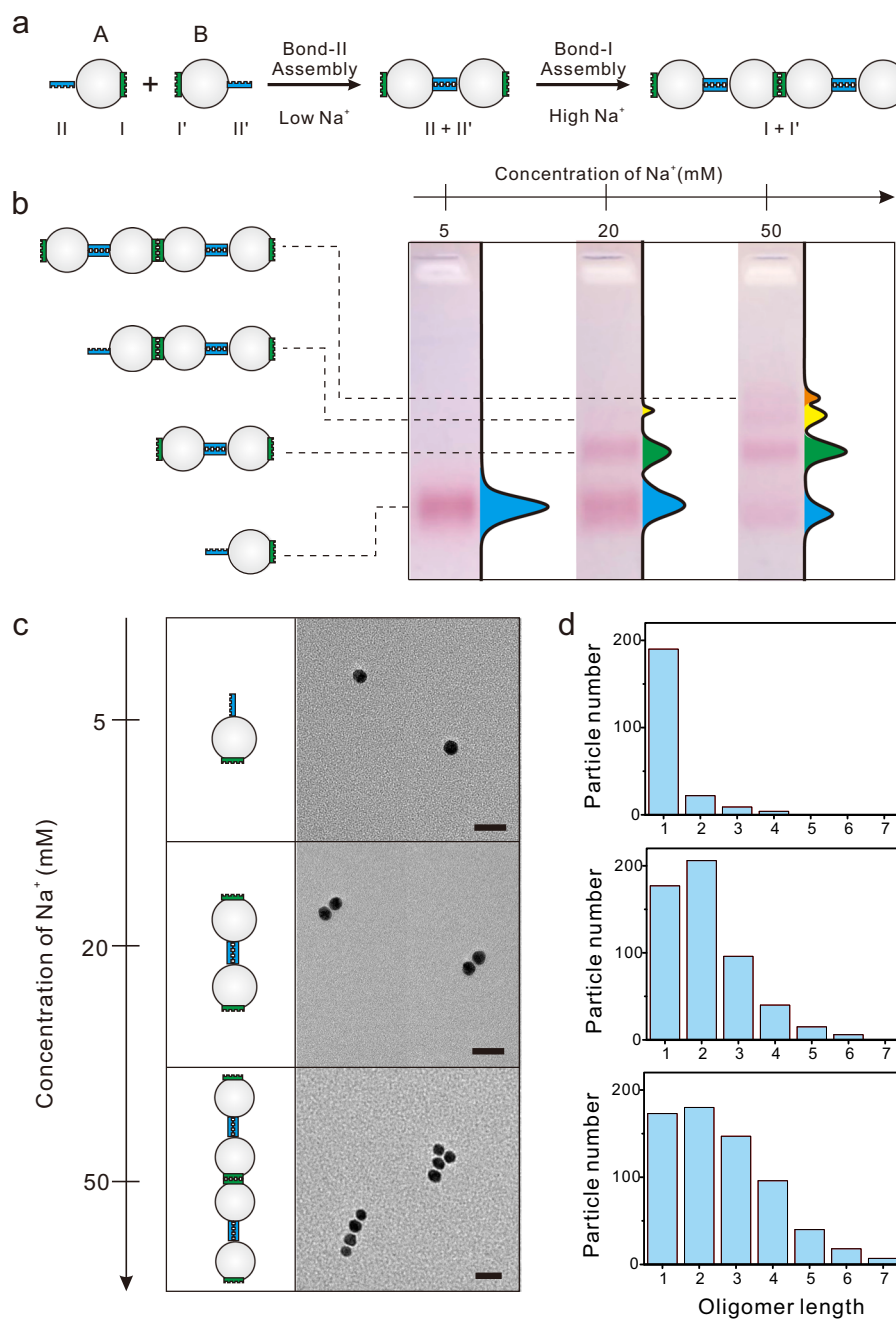 a
A
B
+
II
I
I'
II'
Bond-II
Assembly
Low Na⁺
II + II'
Bond-I
Assembly
High Na⁺
I + I'
b
Concentration of Na⁺(mM)
5
20
50
c
Concentration of Na⁺ (mM)
5
20
50
d
Particle number
200
100
0
1 2 3 4 5 6 7
Particle number
200
100
0
1 2 3 4 5 6 7
Particle number
200
100
0
1 2 3 4 5 6 7
Oligomer length